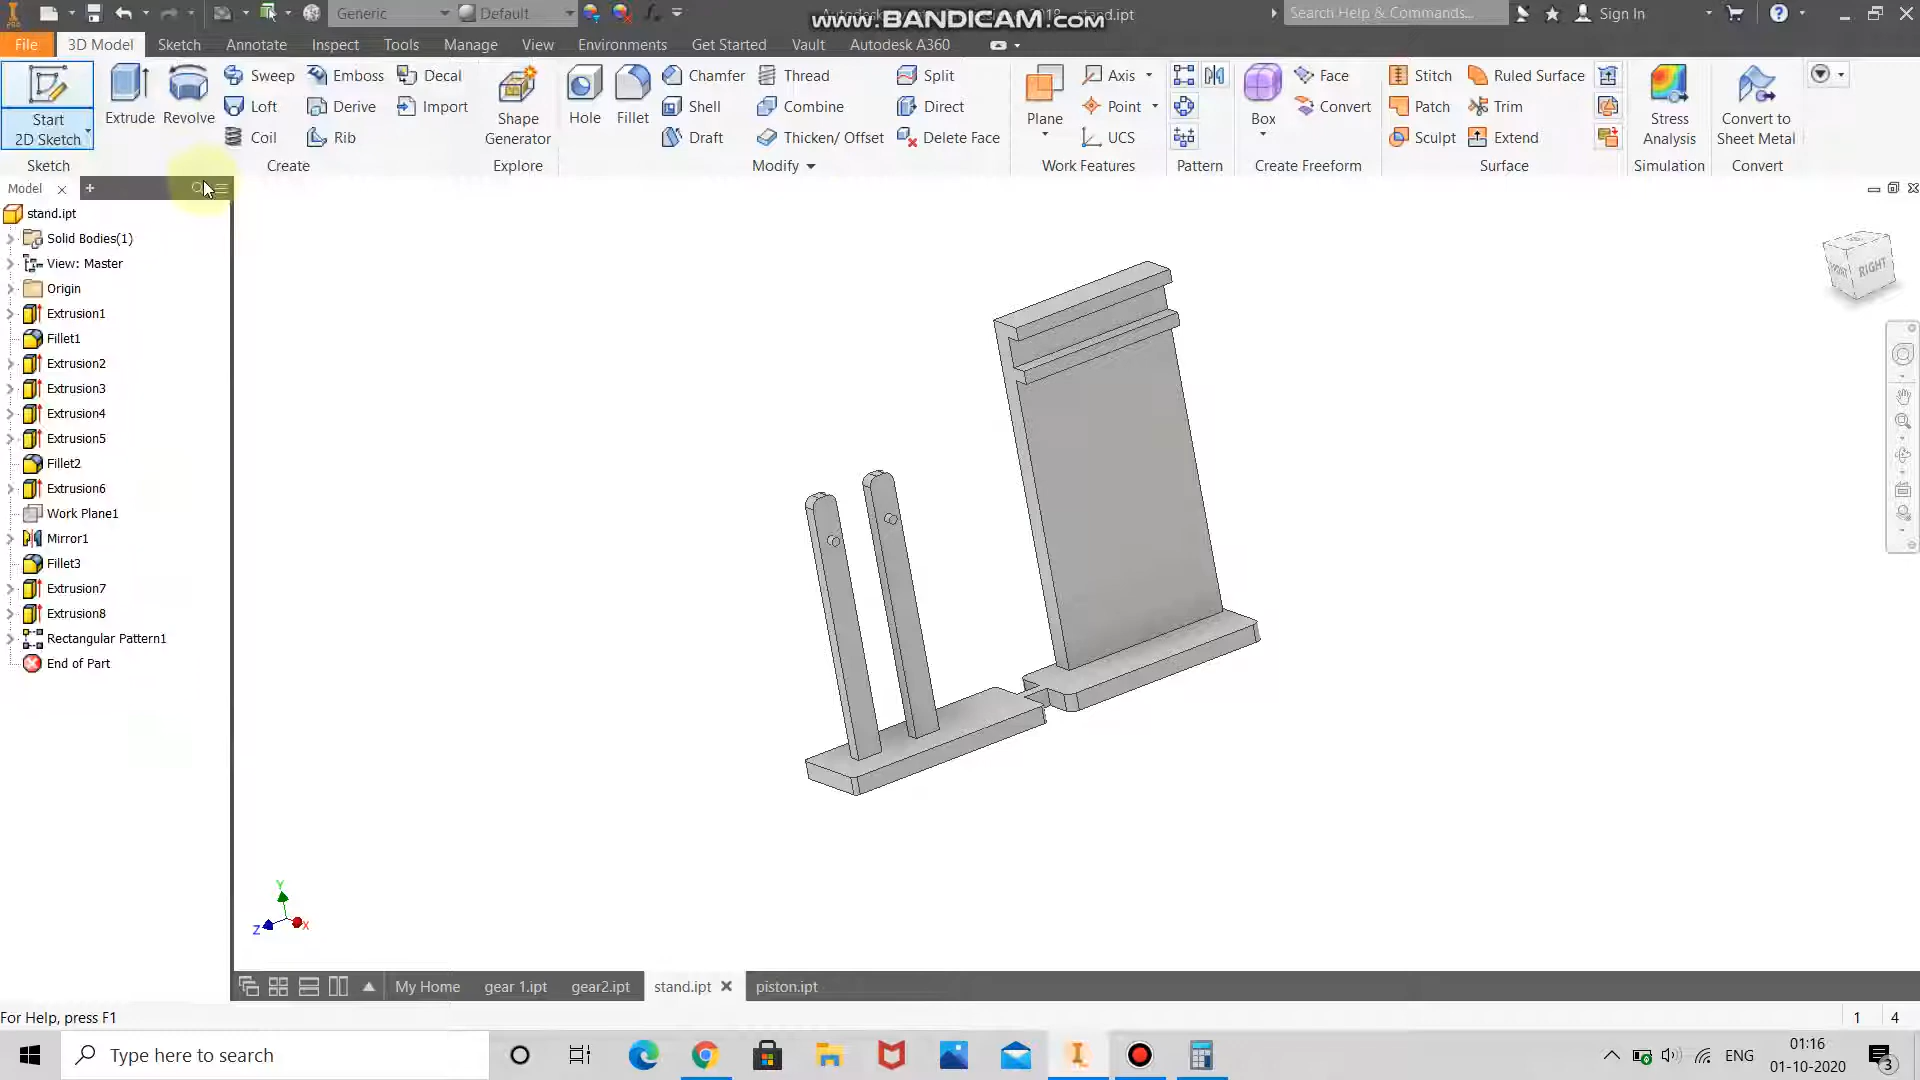 Generic
Default
www.BANDICAM.com
stand.ipt
Search Help & Commands...
Sign In
File
3D Model
Sketch
Annotate
Inspect
Tools
Manage
View
Environments
Get Started
Vault
Autodesk A360
Start
2D Sketch
Extrude
Revolve
Sweep
Loft
Coil
Emboss
Derive
Rib
Decal
Import
Shape
Generator
Hole
Fillet
Chamfer
Shell
Draft
Thread
Combine
Thicken/ Offset
Split
Direct
Delete Face
Plane
Axis
Point
UCS
Box
Face
Convert
Stitch
Patch
Sculpt
Ruled Surface
Trim
Extend
Stress
Analysis
Convert to
Sheet Metal
Sketch
Create
Explore
Modify
Work Features
Pattern
Create Freeform
Surface
Simulation
Convert
Model
stand.ipt
Solid Bodies(1)
View: Master
Origin
Extrusion1
Fillet1
Extrusion2
Extrusion3
Extrusion4
Extrusion5
Fillet2
Extrusion6
Work Plane1
Mirror1
Fillet3
Extrusion7
Extrusion8
Rectangular Pattern1
End of Part
RIGHT
Y
Z
X
My Home
gear 1.ipt
gear2.ipt
stand.ipt
piston.ipt
For Help, press F1
1
4
Type here to search
ENG
01:16
01-10-2020
3